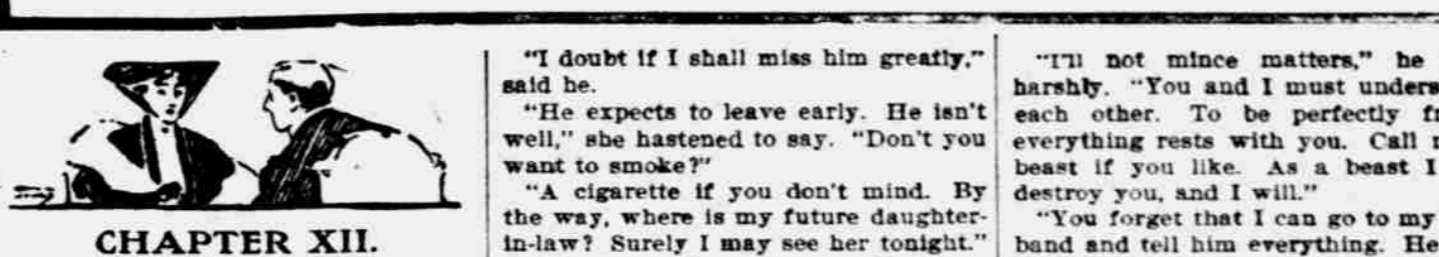 CHAPTER XII.
"I doubt if I shall miss him greatly,"
said he.
"He expects to leave early. He isn't
well," she hastened to say. "Don't you
want to smoke?"
"A cigarette if you don't mind. By
the way, where is my future daughter-
in-law? Surely I may see her tonight."
"I'll not mince matters," he
harshly. "You and I must unders
each other. To be perfectly fr
everything rests with you. Call
beast if you like. As a beast I
destroy you, and I will."
"You forget that I can go to my
band and tell him everything. He